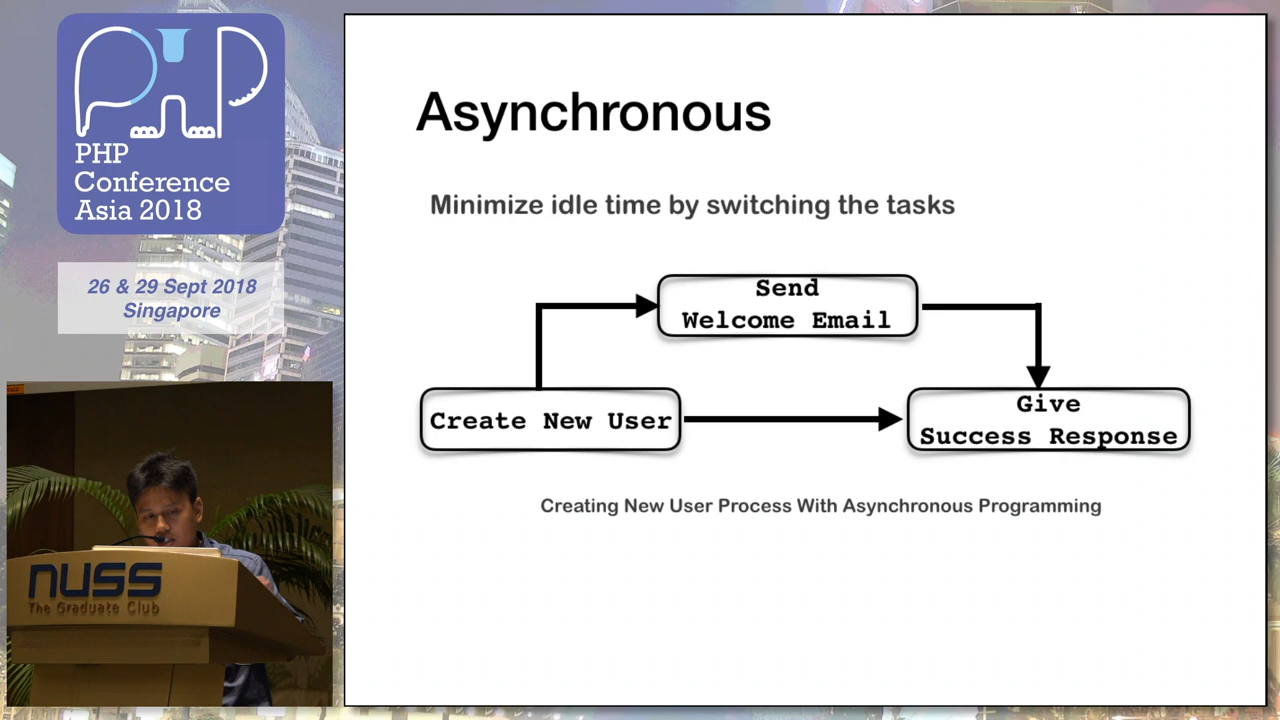 PHP
Conference
Asia 2018
26 & 29 Sept 2018
Singapore
nuss
The Graduate Club
Asynchronous
Minimize idle time by switching the tasks
Send
Welcome Email
Create New User
Give
Success Response
Creating New User Process With Asynchronous Programming